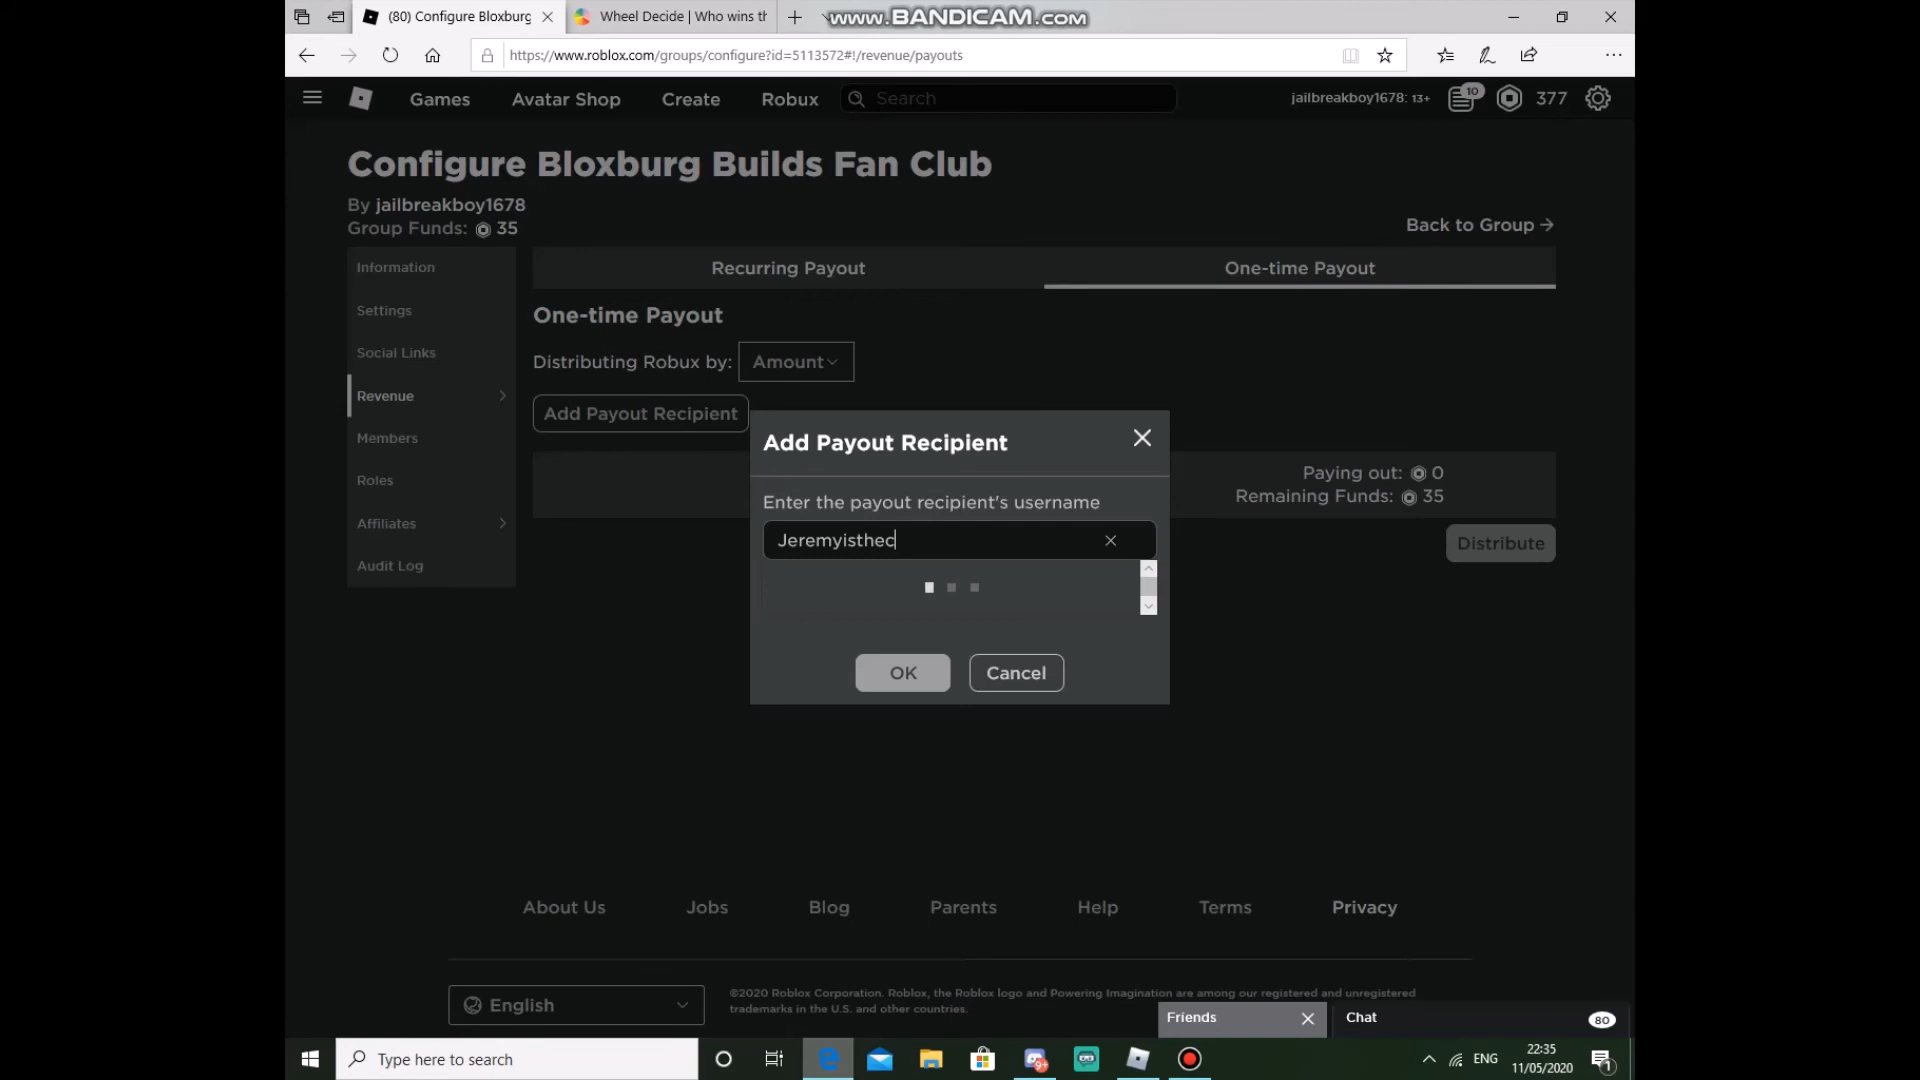 (80) Configure Bloxburg
Wheel Decide | Who wins th
www.BANDICAM.com
https://www.roblox.com/groups/configure?id=5113572#!/revenue/payouts
Games
Avatar Shop
Create
Robux
Search
jailbreakboy1678: 13+
10
377
Configure Bloxburg Builds Fan Club
By jailbreakboy1678
Group Funds: 35
Back to Group
Information
Settings
Social Links
Revenue
Members
Roles
Affiliates
Audit Log
Recurring Payout
One-time Payout
One-time Payout
Distributing Robux by: Amount
Add Payout Recipient
Paying out: 0
Remaining Funds: 35
Distribute
Add Payout Recipient
Enter the payout recipient's username
Jeremyisthec
OK
Cancel
About Us
Jobs
Blog
Parents
Help
Terms
Privacy
English
©2020 Roblox Corporation. Roblox, the Roblox logo and Powering Imagination are among our registered and unregistered
trademarks in the U.S. and other countries.
Friends
Chat
80
Type here to search
9+
ENG
22:35
11/05/2020
1